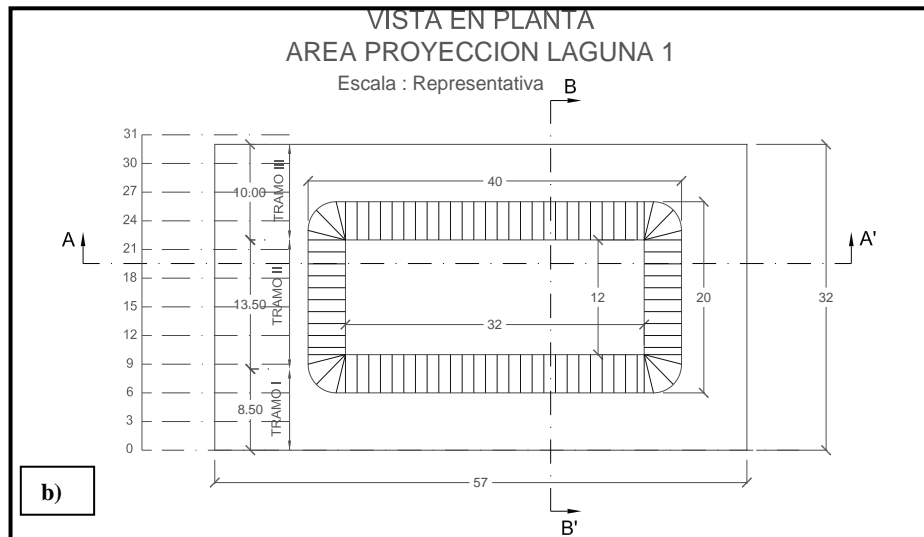 VISTA EN PLANTA
AREA PROYECCION LAGUNA 1
Escala : Representativa
B
31
30
27
24
21
18
15
12
9
6
3
0
10.00
13.50
8.50
TRAMO III
TRAMO II
TRAMO I
40
A
A'
12
20
32
32
57
b)
B'